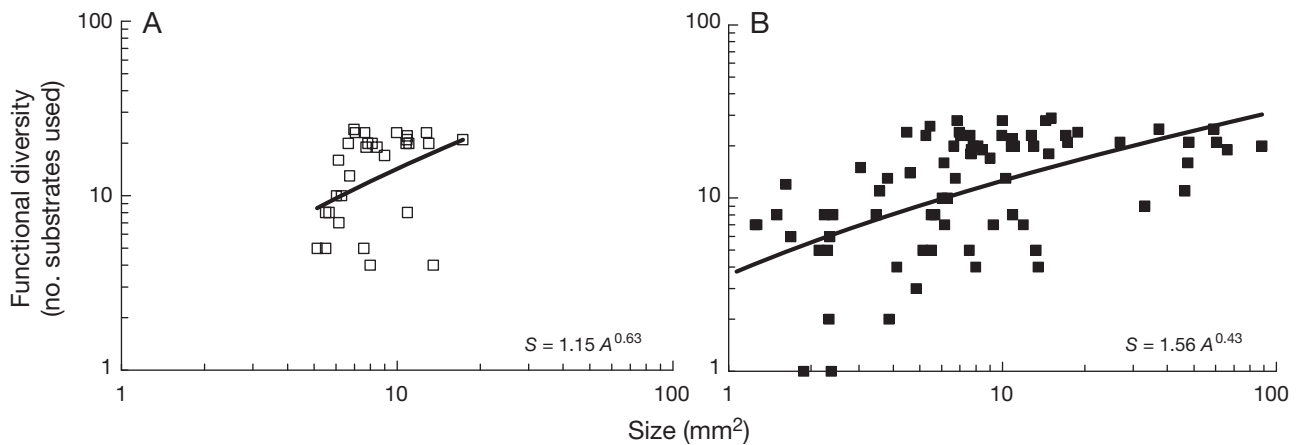 A
B
100
10
1
100
10
1
Functional diversity
(no. substrates used)
S = 1.15 A^0.63
S = 1.56 A^0.43
1
10
100
1
10
100
Size (mm²)